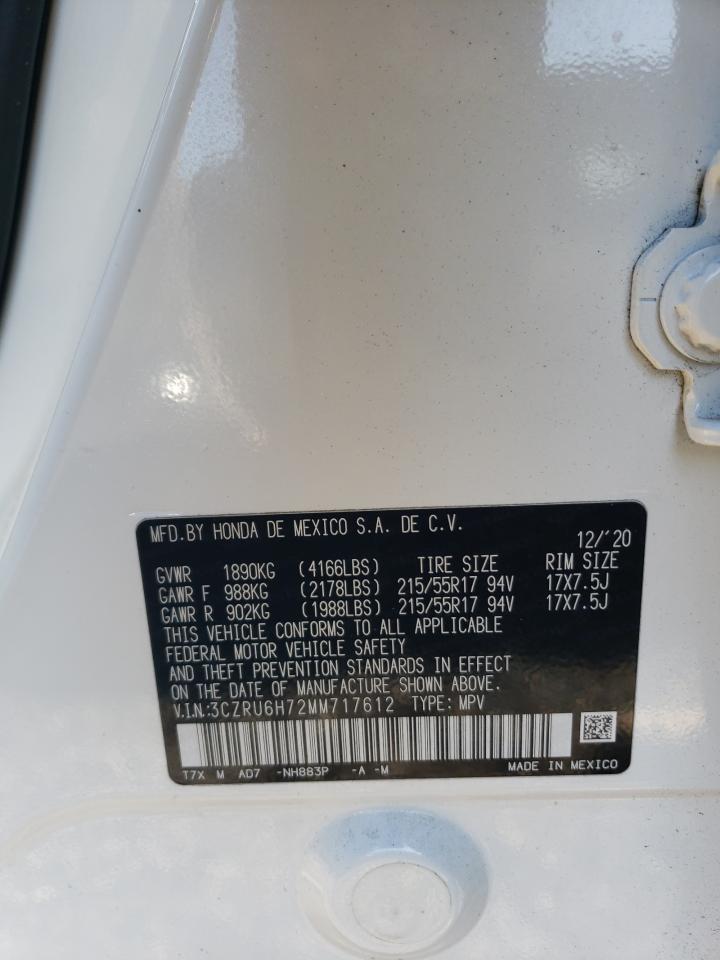 MFD.BY HONDA DE MEXICO S.A. DE C.V. 12/'20
GVWR 1890KG (4166LBS) TIRE SIZE RIM SIZE
GAWR F 988KG (2178LBS) 215/55R17 94V 17X7.5J
GAWR R 902KG (1988LBS) 215/55R17 94V 17X7.5J
THIS VEHICLE CONFORMS TO ALL APPLICABLE
FEDERAL MOTOR VEHICLE SAFETY
AND THEFT PREVENTION STANDARDS IN EFFECT
ON THE DATE OF MANUFACTURE SHOWN ABOVE.
V.I.N.:3CZRU6H72MM717612 TYPE: MPV
T7X M AD7 -NH883P -A -M MADE IN MEXICO